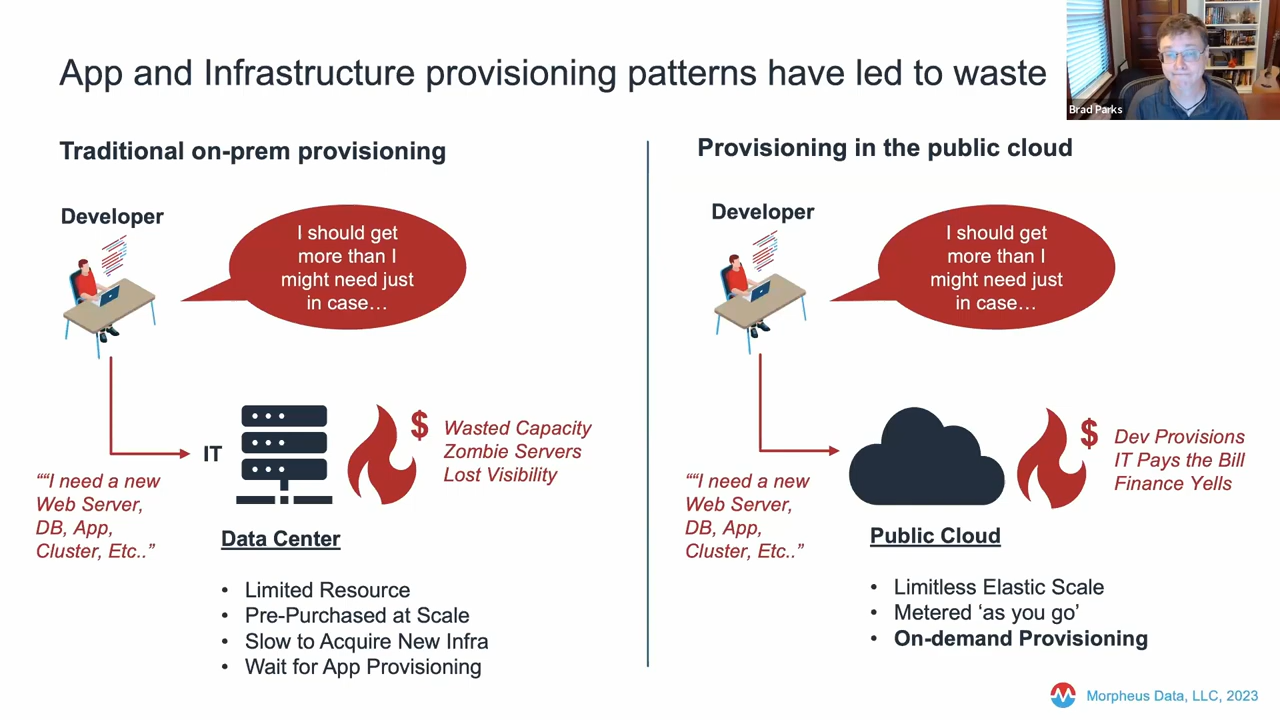 App and Infrastructure provisioning patterns have led to waste
Brad Parks
Traditional on-prem provisioning
Developer
I should get
more than I
might need just
in case…
IT
$
Wasted Capacity
Zombie Servers
Lost Visibility
““I need a new
Web Server,
DB, App,
Cluster, Etc..”
Data Center
• Limited Resource
• Pre-Purchased at Scale
• Slow to Acquire New Infra
• Wait for App Provisioning
Provisioning in the public cloud
Developer
I should get
more than I
might need just
in case…
$
Dev Provisions
IT Pays the Bill
Finance Yells
““I need a new
Web Server,
DB, App,
Cluster, Etc..”
Public Cloud
• Limitless Elastic Scale
• Metered ‘as you go’
• On-demand Provisioning
Morpheus Data, LLC, 2023